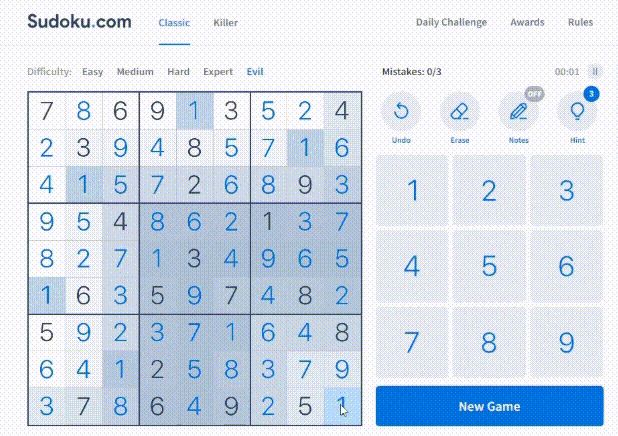 Sudoku.com Classic Killer Daily Challenge Awards Rules
Difficulty: Easy Medium Hard Expert Evil Mistakes: 0/3 00:01
7 8 6 9 1 3 5 2 4
2 3 9 4 8 5 7 1 6
4 1 5 7 2 6 8 9 3
9 5 4 8 6 2 1 3 7
8 2 7 1 3 4 9 6 5
1 6 3 5 9 7 4 8 2
5 9 2 3 7 1 6 4 8
6 4 1 2 5 8 3 7 9
3 7 8 6 4 9 2 5 1
OFF 3
Undo Erase Notes Hint
1 2 3
4 5 6
7 8 9
New Game